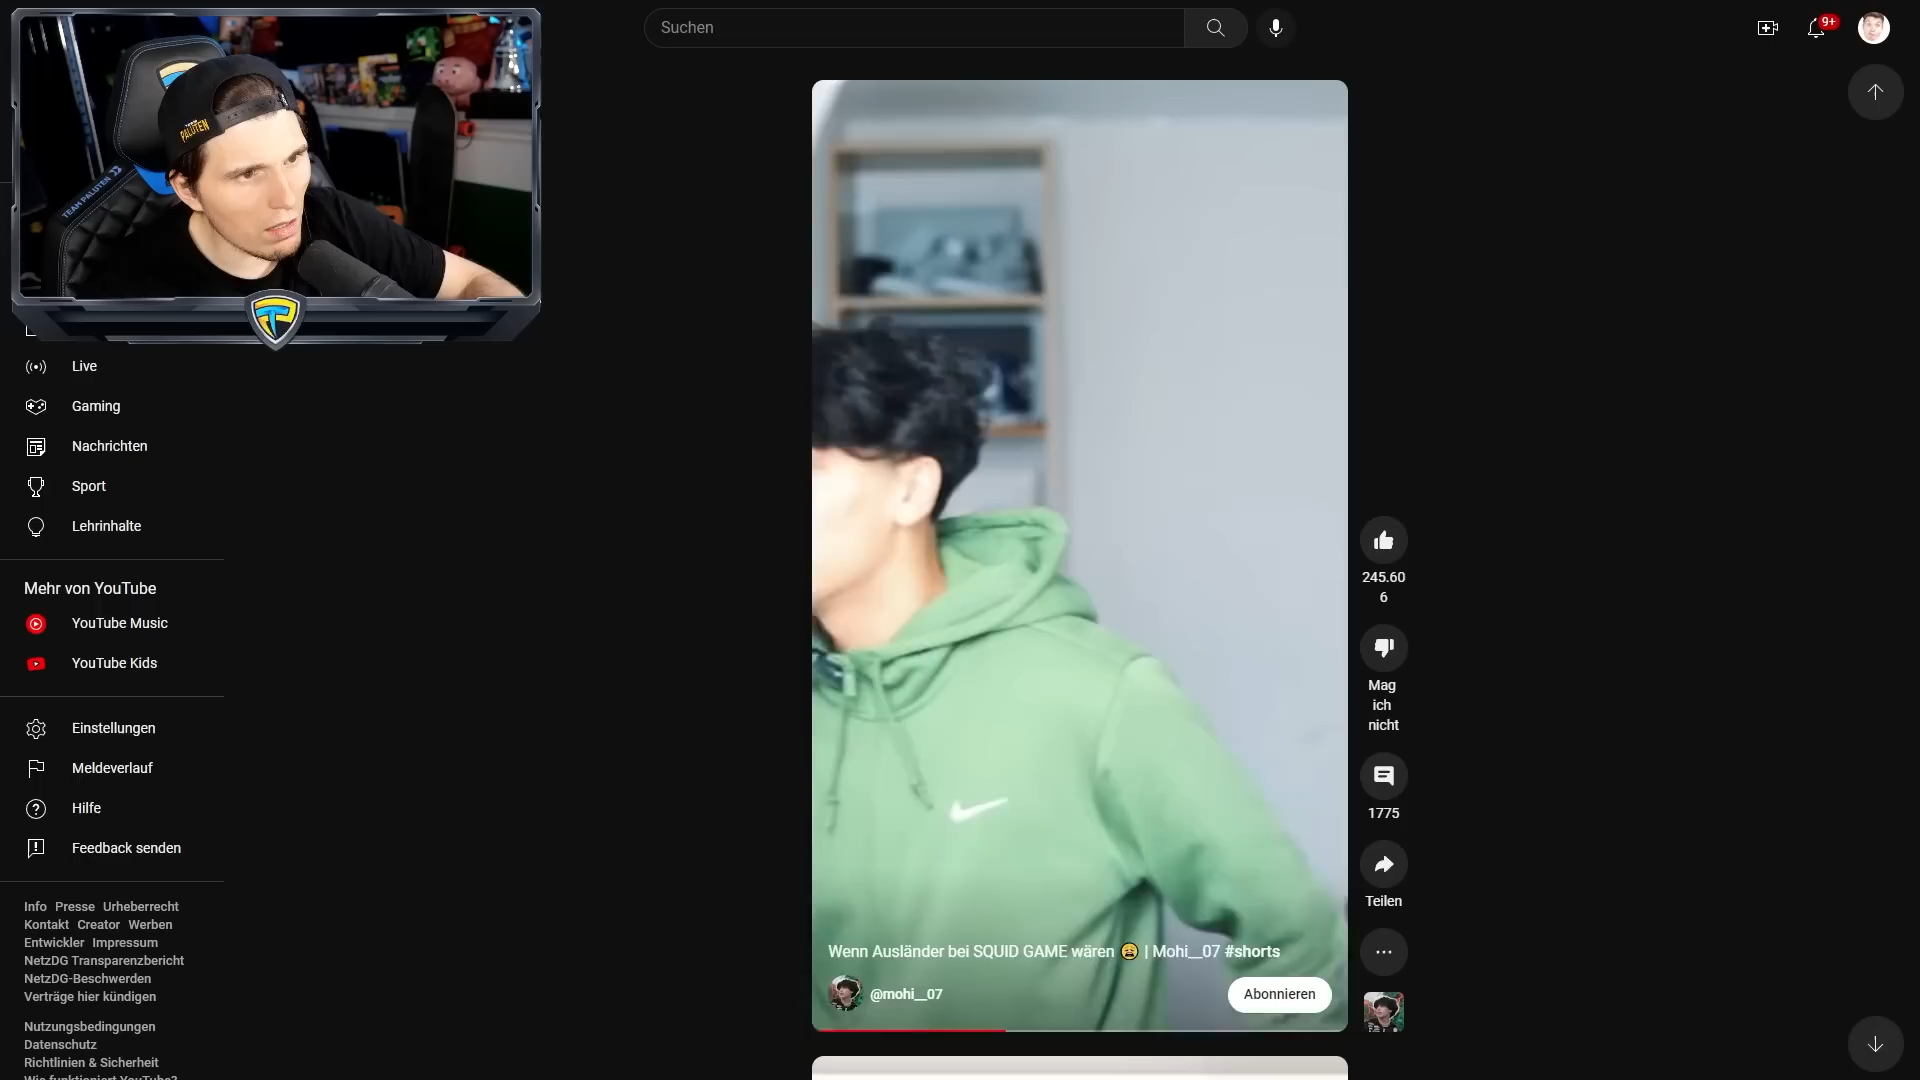 Suchen
9+
TEAM PALUTEN
PALUTEN
Live
Gaming
Nachrichten
Sport
Lehrinhalte
Mehr von YouTube
YouTube Music
YouTube Kids
Einstellungen
Meldeverlauf
Hilfe
Feedback senden
Info Presse Urheberrecht
Kontakt Creator Werben
Entwickler Impressum
NetzDG Transparenzbericht
NetzDG-Beschwerden
Verträge hier kündigen
Nutzungsbedingungen
Datenschutz
Richtlinien & Sicherheit
Wie funktioniert YouTube?
Wenn Ausländer bei SQUID GAME wären 😩 | Mohi__07 #shorts
@mohi__07
Abonnieren
245.60
6
Mag
ich
nicht
1775
Teilen